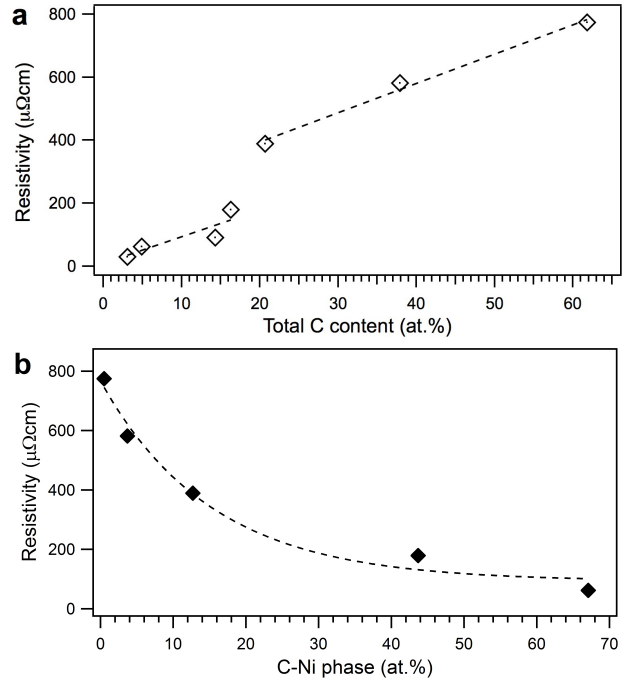 a
800
600
400
200
0
Resistivity (μΩcm)
0 10 20 30 40 50 60
Total C content (at.%)
b
800
600
400
200
0
Resistivity (μΩcm)
0 10 20 30 40 50 60 70
C-Ni phase (at.%)